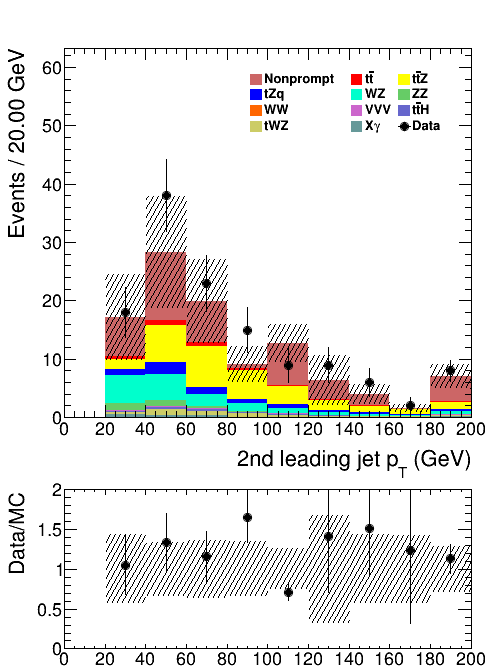 Events / 20.00 GeV
60
50
40
30
20
10
0
Nonprompt tt̄ tt̄Z
tZq WZ ZZ
WW VVV tt̄H
tWZ Xγ Data
0 20 40 60 80 100 120 140 160 180 200
2nd leading jet p_T (GeV)
Data/MC
2
1.5
1
0.5
0
0 20 40 60 80 100 120 140 160 180 200